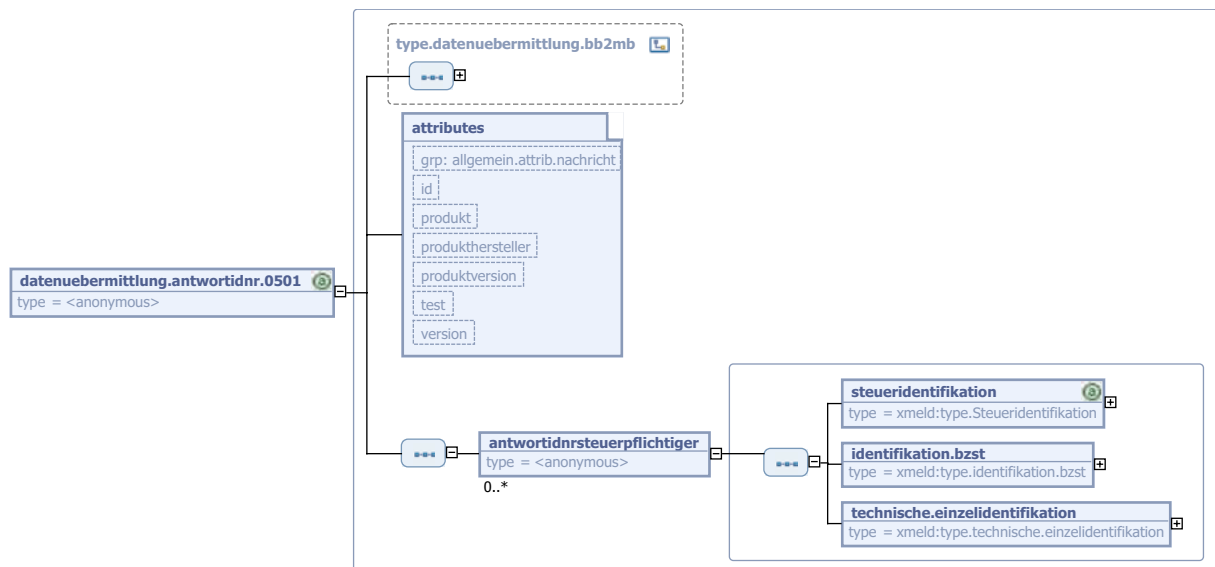 type.datenuebermittlung.bb2mb
attributes
grp: allgemein.attrib.nachricht
id
produkt
produkthersteller
produktversion
test
version
datenuebermittlung.antwortidnr.0501
type = <anonymous>
antwortidnrsteuerpflichtiger
type = <anonymous>
0..*
steueridentifikation
type = xmeld:type.Steueridentifikation
identifikation.bzst
type = xmeld:type.identifikation.bzst
technische.einzelidentifikation
type = xmeld:type.technische.einzelidentifikation